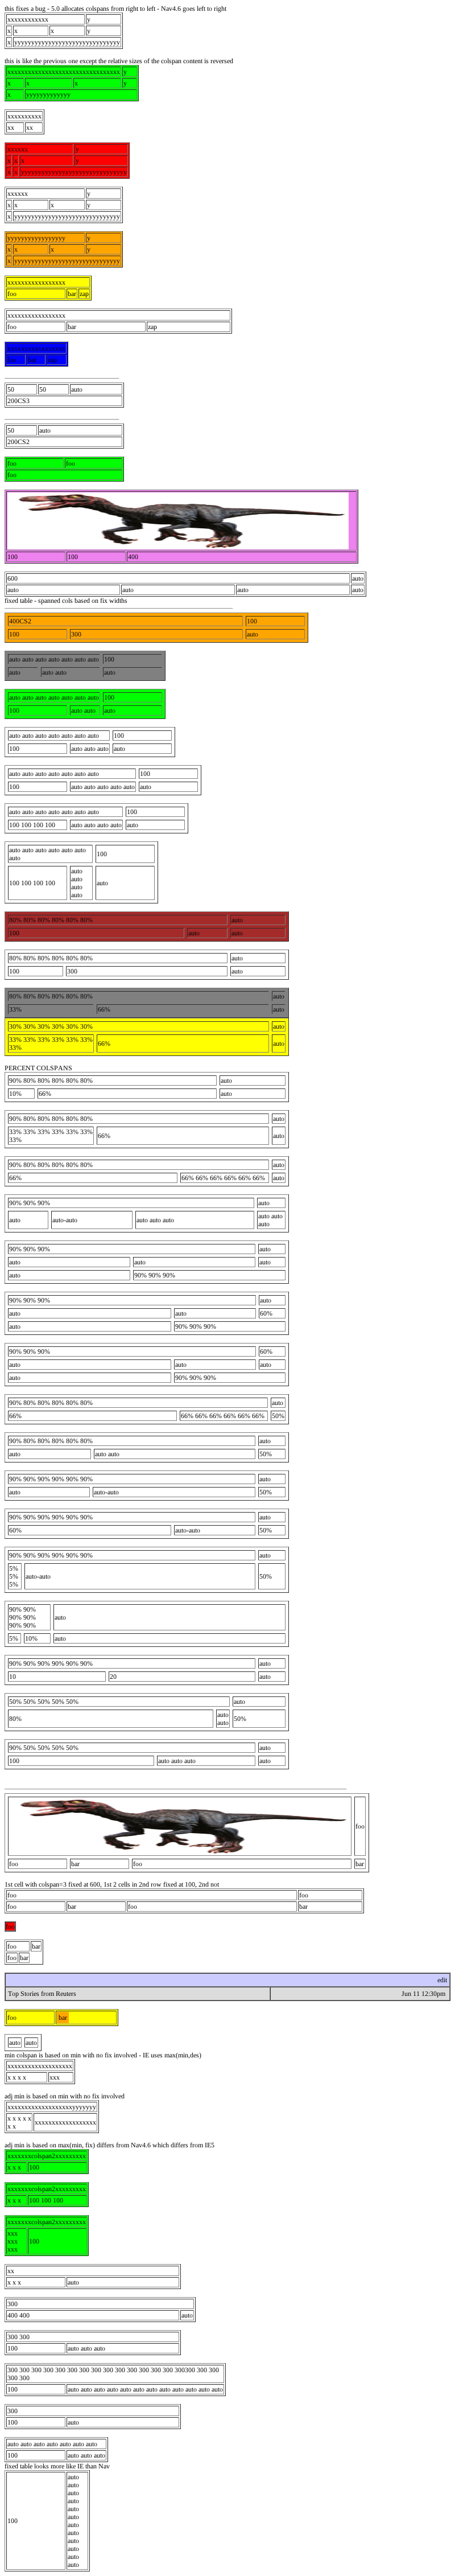 this fixes a bug - 5.0 allocates colspans from right to left - Nav4.6 goes left to right
xxxxxxxxxxxx y
x x x y
x yyyyyyyyyyyyyyyyyyyyyyyyyyyyyyy
this is like the previous one except the relative sizes of the colspan content is reversed
xxxxxxxxxxxxxxxxxxxxxxxxxxxxxxxxx y
x x x y
x yyyyyyyyyyyyy
xxxxxxxxxx
xx xx
xxxxxx y
x x x y
x x yyyyyyyyyyyyyyyyyyyyyyyyyyyyyyy
xxxxxx y
x x x y
x yyyyyyyyyyyyyyyyyyyyyyyyyyyyyyy
yyyyyyyyyyyyyyyyy y
x x x y
x yyyyyyyyyyyyyyyyyyyyyyyyyyyyyyy
xxxxxxxxxxxxxxxxx
foo bar zap
xxxxxxxxxxxxxxxxx
foo bar zap
50 50 auto
200CS3
50 auto
200CS2
foo foo
foo
100 100 400
600 auto
auto auto auto auto
fixed table - spanned cols based on fix widths
400CS2 100
100 300 auto
auto auto auto auto auto auto auto 100
auto auto auto auto
auto auto auto auto auto auto auto 100
100 auto auto auto
auto auto auto auto auto auto auto 100
100 auto auto auto auto
auto auto auto auto auto auto auto 100
100 auto auto auto auto auto auto
auto auto auto auto auto auto auto 100
100 100 100 100 auto auto auto auto auto
auto auto auto auto auto auto
auto 100
100 100 100 100 auto
auto
auto
auto auto
80% 80% 80% 80% 80% 80% auto
100 auto auto
80% 80% 80% 80% 80% 80% auto
100 300 auto
80% 80% 80% 80% 80% 80% auto
33% 66% auto
30% 30% 30% 30% 30% 30% auto
33% 33% 33% 33% 33% 33%
33% 66% auto
PERCENT COLSPANS
90% 80% 80% 80% 80% 80% auto
10% 66% auto
90% 80% 80% 80% 80% 80% auto
33% 33% 33% 33% 33% 33%
33% 66% auto
90% 80% 80% 80% 80% 80% auto
66% 66% 66% 66% 66% 66% 66% auto
90% 90% 90% auto
auto auto-auto auto auto auto auto auto
auto
90% 90% 90% auto
auto auto auto
auto 90% 90% 90%
90% 90% 90% auto
auto auto 60%
auto 90% 90% 90%
90% 90% 90% 60%
auto auto auto
auto 90% 90% 90%
90% 80% 80% 80% 80% 80% auto
66% 66% 66% 66% 66% 66% 66% 50%
90% 80% 80% 80% 80% 80% auto
auto auto auto 50%
90% 90% 90% 90% 90% 90% auto
auto auto-auto 50%
90% 90% 90% 90% 90% 90% auto
60% auto-auto 50%
90% 90% 90% 90% 90% 90% auto
5%
5%
5% auto-auto 50%
90% 90%
90% 90%
90% 90% auto
5% 10% auto
90% 90% 90% 90% 90% 90% auto
10 20 auto
50% 50% 50% 50% 50% auto
80% auto
auto 50%
90% 50% 50% 50% 50% auto
100 auto auto auto auto
foo
foo bar foo bar
1st cell with colspan=3 fixed at 600, 1st 2 cells in 2nd row fixed at 100, 2nd not
foo foo
foo bar foo bar
foo
foo bar
foo bar
edit
Top Stories from Reuters Jun 11 12:30pm
foo bar
auto auto
min colspan is based on min with no fix involved - IE uses max(min,des)
xxxxxxxxxxxxxxxxxxx
x x x x xxx
adj min is based on min with no fix involved
xxxxxxxxxxxxxxxxxxxyyyyyyy
x x x x x
x x xxxxxxxxxxxxxxxxxx
adj min is based on max(min, fix) differs from Nav4.6 which differs from IE5
xxxxxxxcolspan2xxxxxxxxx
x x x 100
xxxxxxxcolspan2xxxxxxxxx
x x x 100 100 100
xxxxxxxcolspan2xxxxxxxxx
xxx
xxx
xxx 100
xx
x x x auto
300
400 400 auto
300 300
100 auto auto auto
300 300 300 300 300 300 300 300 300 300 300 300 300 300 300300 300 300
300 300
100 auto auto auto auto auto auto auto auto auto auto auto auto
300
100 auto
auto auto auto auto auto auto auto
100 auto auto auto
fixed table looks more like IE than Nav
100 auto
auto
auto
auto
auto
auto
auto
auto
auto
auto
auto
auto